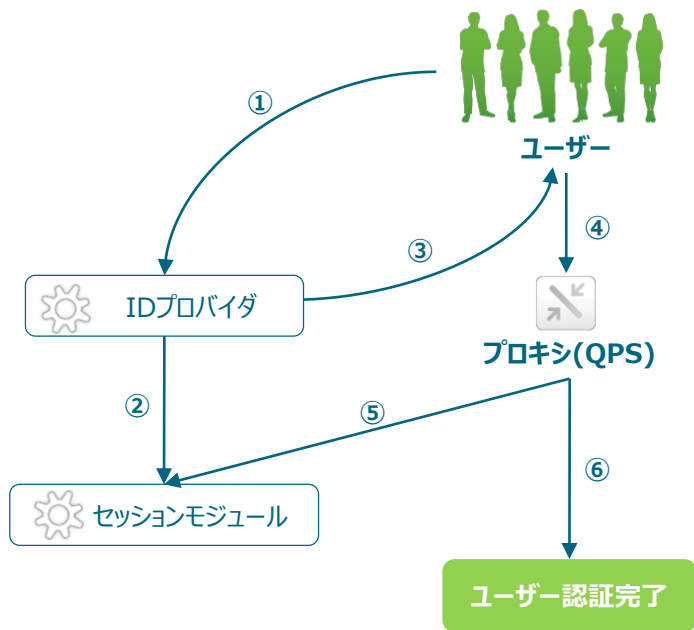 ①
ユーザー
③
④
IDプロバイダ
プロキシ(QPS)
②
⑤
⑥
セッションモジュール
ユーザー認証完了